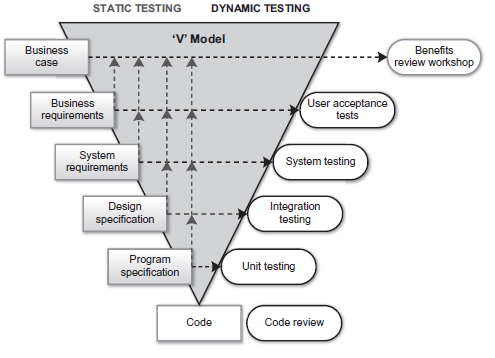 STATIC TESTING DYNAMIC TESTING
‘V’ Model
Business
case
Benefits
review workshop
Business
requirements
User acceptance
tests
System
requirements
System testing
Design
specification
Integration
testing
Program
specification
Unit testing
Code
Code review